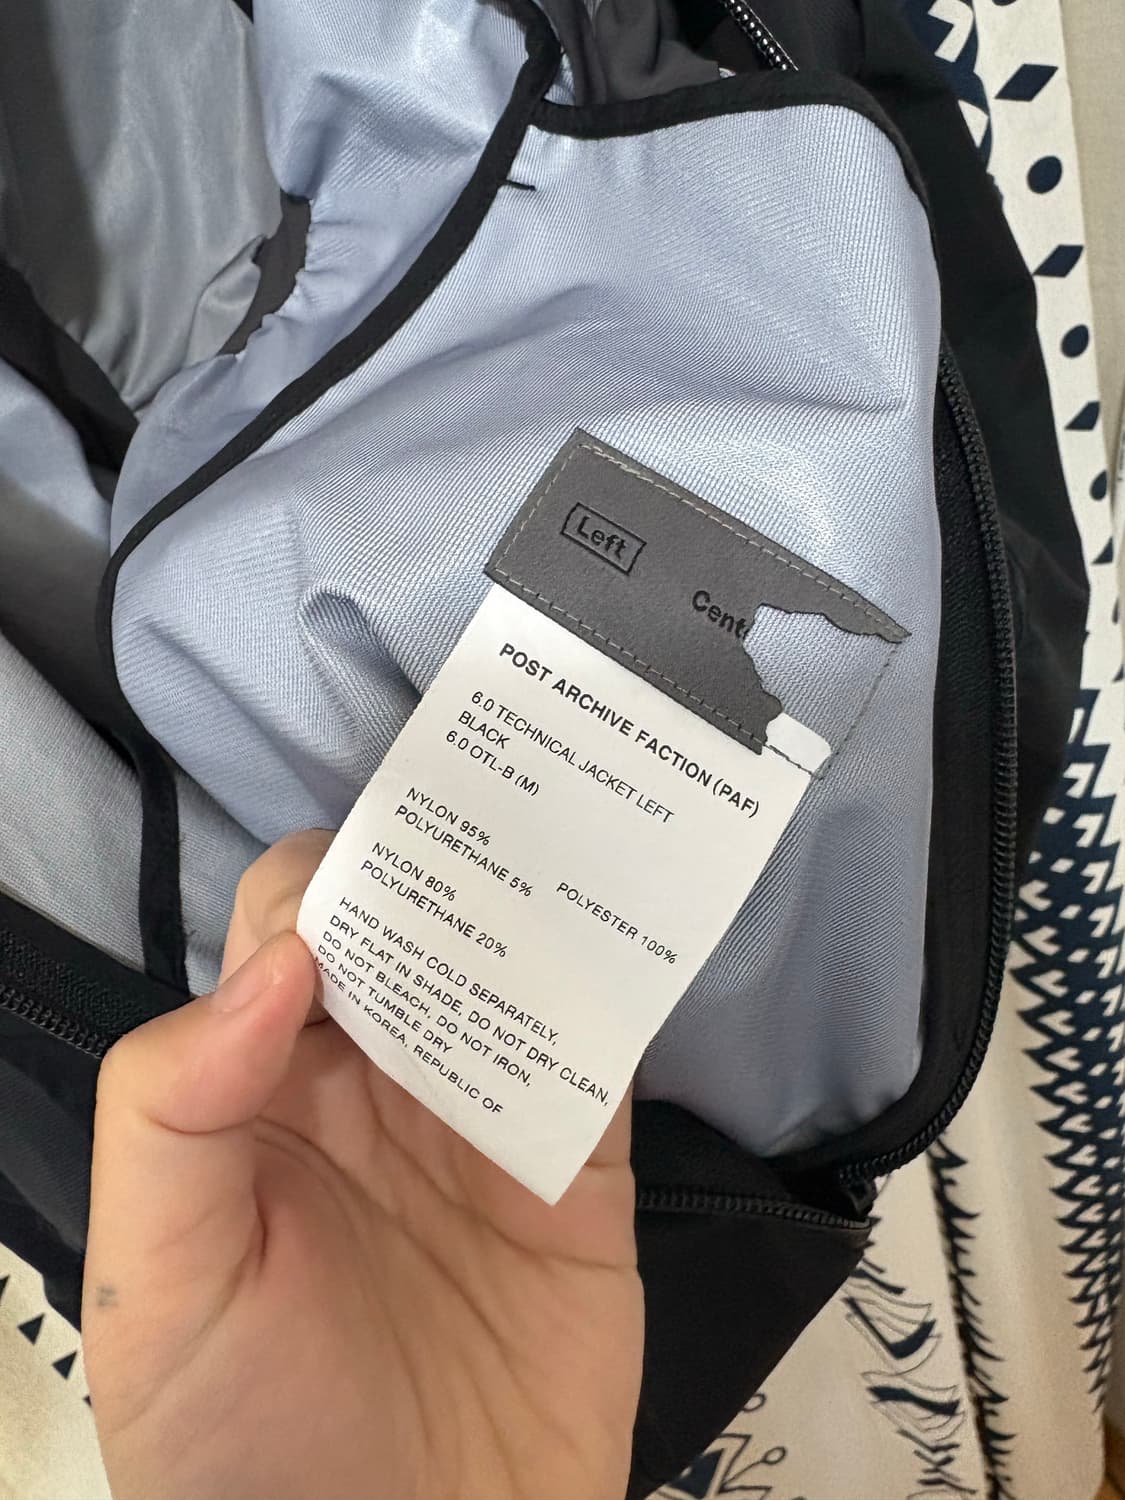 Left
Cent
POST ARCHIVE FACTION (PAF)
6.0 TECHNICAL JACKET LEFT
BLACK
6.0 OTL-B (M)
NYLON 95%
POLYURETHANE 5%
POLYESTER 100%
NYLON 80%
POLYURETHANE 20%
HAND WASH COLD SEPARATELY,
DRY FLAT IN SHADE, DO NOT DRY CLEAN,
DO NOT BLEACH, DO NOT IRON,
DO NOT TUMBLE DRY
MADE IN KOREA, REPUBLIC OF